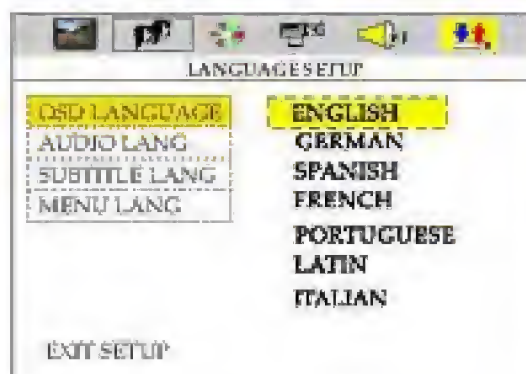 LANGUAGE SETUP
OSD LANGUAGE
AUDIO LANG
SUBTITLE LANG
MENU LANG
ENGLISH
GERMAN
SPANISH
FRENCH
PORTUGUESE
LATIN
ITALIAN
EXIT SETUP